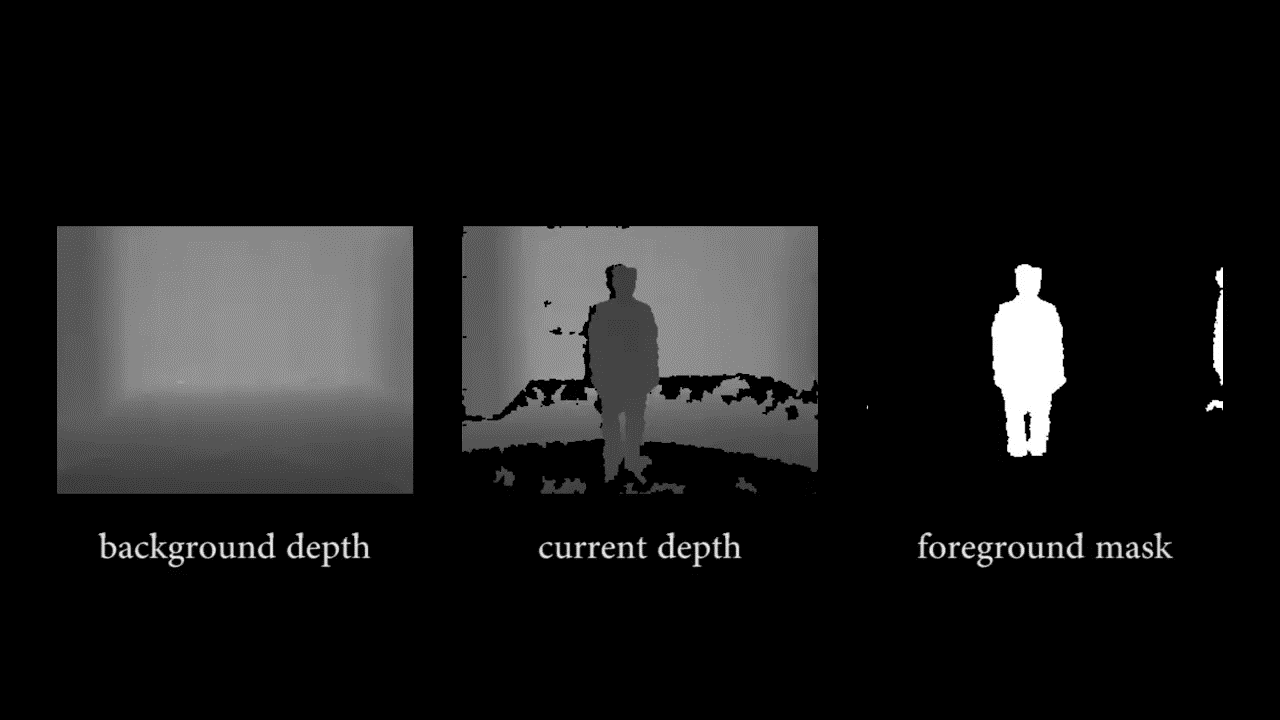 background depth
current depth
foreground mask